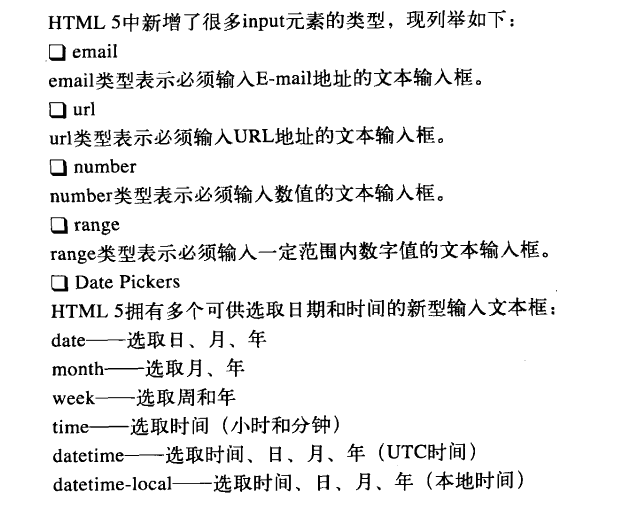 HTML 5中新增了很多input元素的类型，现列举如下：
❑ email
email类型表示必须输入E-mail地址的文本输入框。
❑ url
url类型表示必须输入URL地址的文本输入框。
❑ number
number类型表示必须输入数值的文本输入框。
❑ range
range类型表示必须输入一定范围内数字值的文本输入框。
❑ Date Pickers
HTML 5拥有多个可供选取日期和时间的新型输入文本框：
date——选取日、月、年
month——选取月、年
week——选取周和年
time——选取时间（小时和分钟）
datetime——选取时间、日、月、年（UTC时间）
datetime-local——选取时间、日、月、年（本地时间）